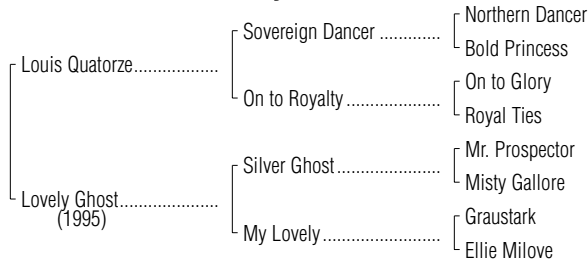 Northern Dancer
Sovereign Dancer .............
Bold Princess
Louis Quatorze..................
On to Glory
On to Royalty ....................
Royal Ties
Mr. Prospector
Silver Ghost ......................
Misty Gallore
Lovely Ghost.....................
(1995)
Graustark
My Lovely .........................
Ellie Milove